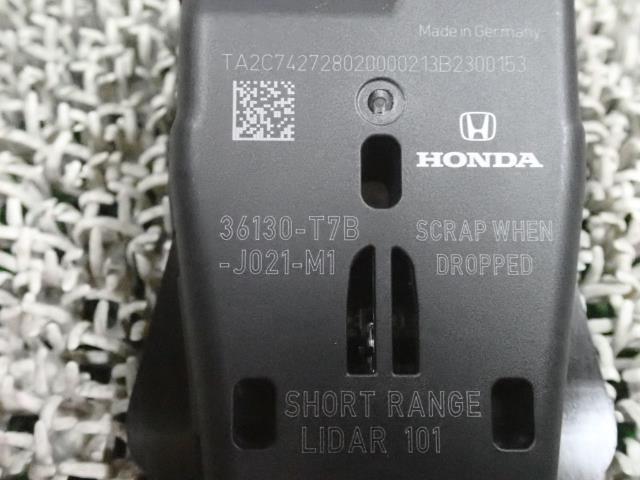 Made in Germany
TA2C742728020000213B2300153
HONDA
36130-T7B
-J021-M1
SCRAP WHEN
DROPPED
SHORT RANGE
LIDAR 101